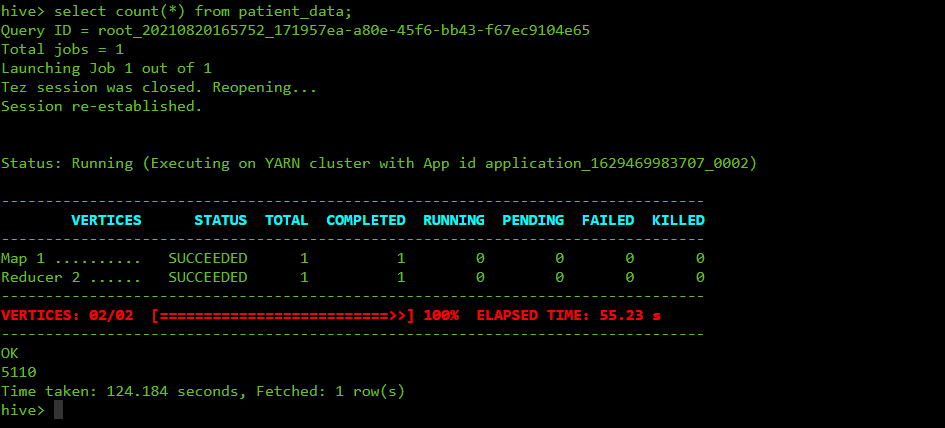 hive> select count(*) from patient_data;
Query ID = root_20210820165752_171957ea-a80e-45f6-bb43-f67ec9104e65
Total jobs = 1
Launching Job 1 out of 1
Tez session was closed. Reopening...
Session re-established.
Status: Running (Executing on YARN cluster with App id application_1629469983707_0002)
--------------------------------------------------------------------------------
        VERTICES      STATUS  TOTAL  COMPLETED  RUNNING  PENDING  FAILED  KILLED
--------------------------------------------------------------------------------
Map 1 ..........   SUCCEEDED      1          1        0        0       0       0
Reducer 2 ......   SUCCEEDED      1          1        0        0       0       0
--------------------------------------------------------------------------------
VERTICES: 02/02  [==========================>>] 100%  ELAPSED TIME: 55.23 s
--------------------------------------------------------------------------------
OK
5110
Time taken: 124.184 seconds, Fetched: 1 row(s)
hive>